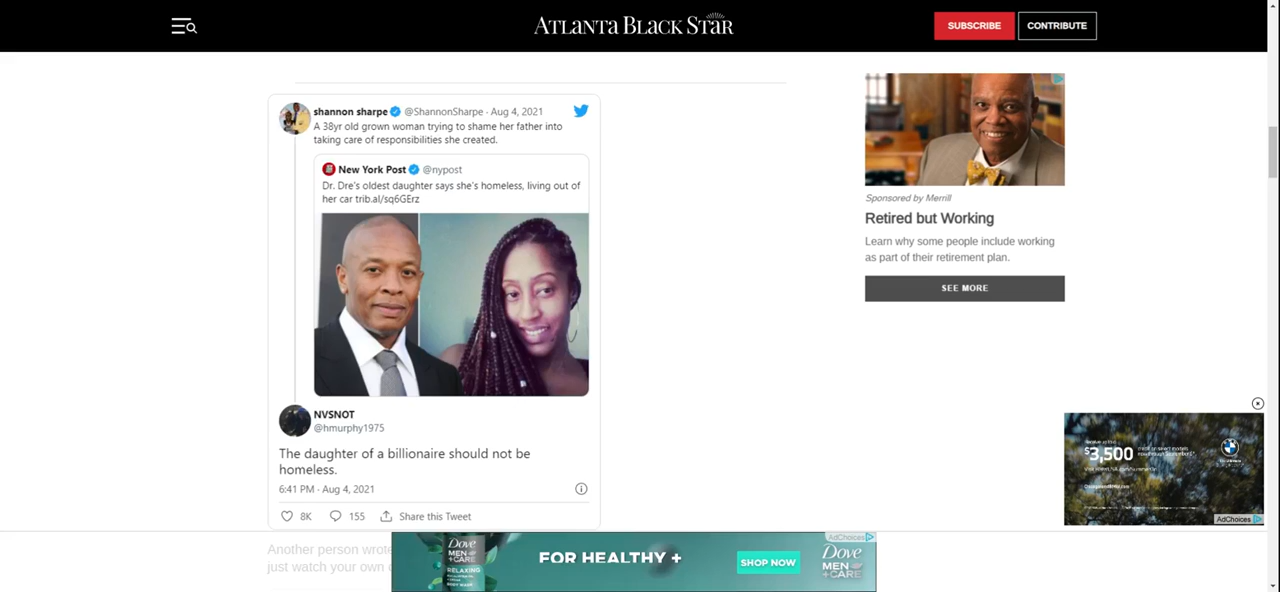 ATLANTA BLACK STAR
SUBSCRIBE
CONTRIBUTE
shannon sharpe @ShannonSharpe · Aug 4, 2021
A 38yr old grown woman trying to shame her father into
taking care of responsibilities she created.
New York Post @nypost
Dr. Dre's oldest daughter says she's homeless, living out of
her car trib.al/sq6GErz
NVSNOT
@hmurphy1975
The daughter of a billionaire should not be
homeless.
6:41 PM · Aug 4, 2021
8K 155 Share this Tweet
Another person wrote
just watch your own
Sponsored by Merrill
Retired but Working
Learn why some people include working
as part of their retirement plan.
SEE MORE
$3,500
AdChoices
Dove
MEN
+CARE
RELAXING
FOR HEALTHY +
SHOP NOW
AdChoices
Dove
MEN
+CARE